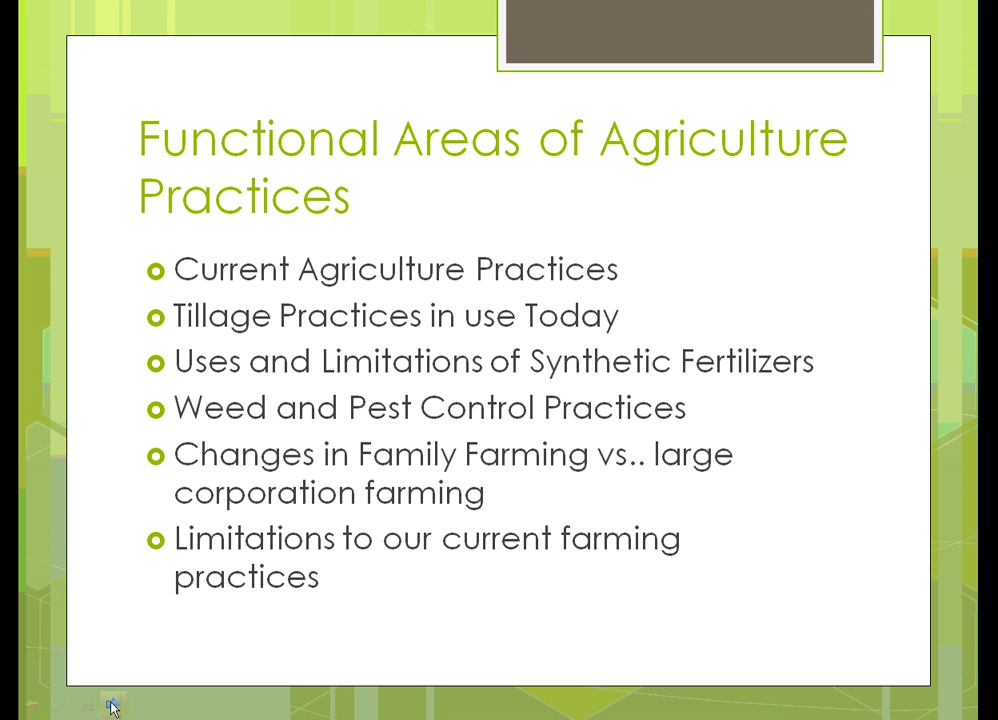 Functional Areas of Agriculture
Practices
Current Agriculture Practices
Tillage Practices in use Today
Uses and Limitations of Synthetic Fertilizers
Weed and Pest Control Practices
Changes in Family Farming vs.. large
corporation farming
Limitations to our current farming
practices